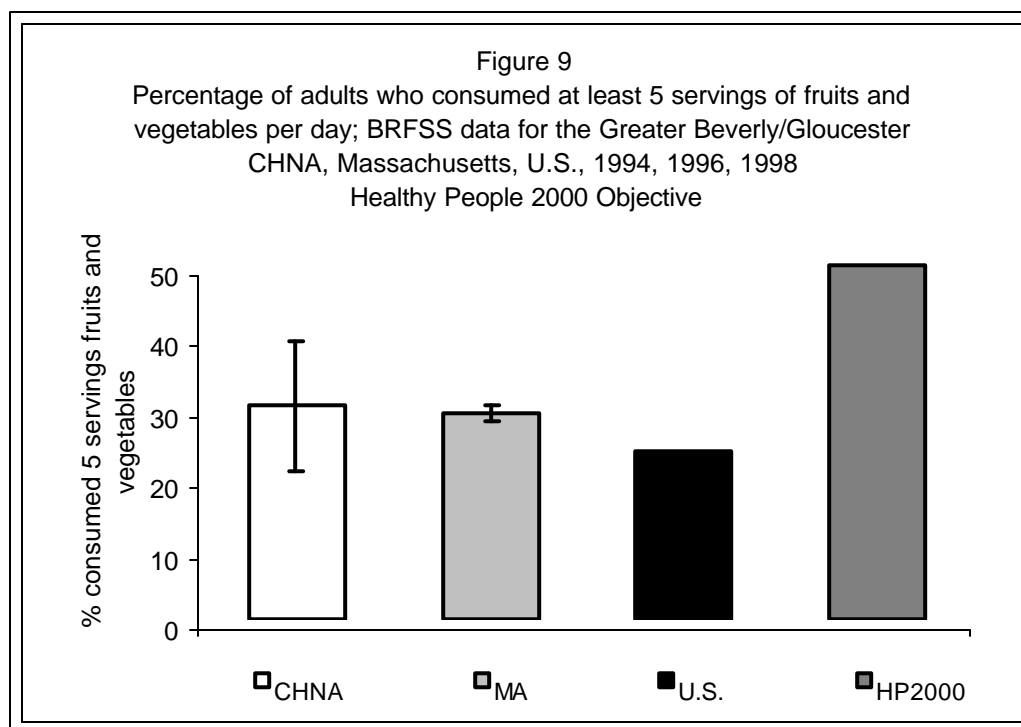 Figure 9
Percentage of adults who consumed at least 5 servings of fruits and
vegetables per day; BRFSS data for the Greater Beverly/Gloucester
CHNA, Massachusetts, U.S., 1994, 1996, 1998
Healthy People 2000 Objective
% consumed 5 servings fruits and
vegetables
50
40
30
20
10
0
CHNA
MA
U.S.
HP2000